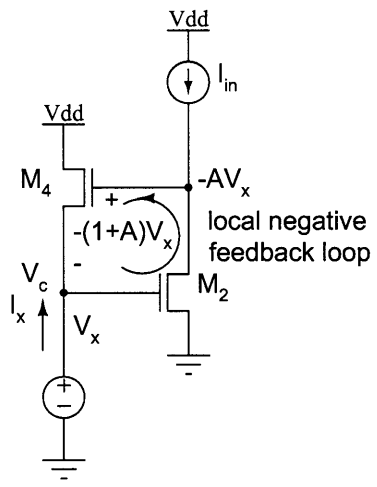 Vdd
I_in
Vdd
M_4
-AV_x
+
-(1+A)V_x
-
local negative
feedback loop
M_2
V_c
I_x
V_x
+
-